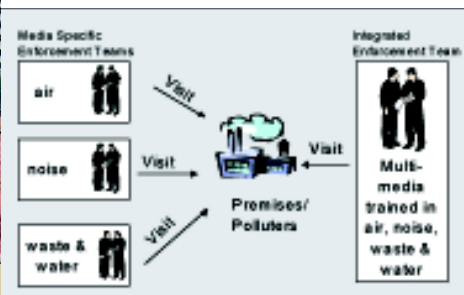 Media Specific
Enforcement Teams
air
Visit
noise
Visit
waste &
water
Visit
Premises/
Polluters
Integrated
Enforcement Team
Visit
Multi-
media
trained in
air, noise,
waste &
water